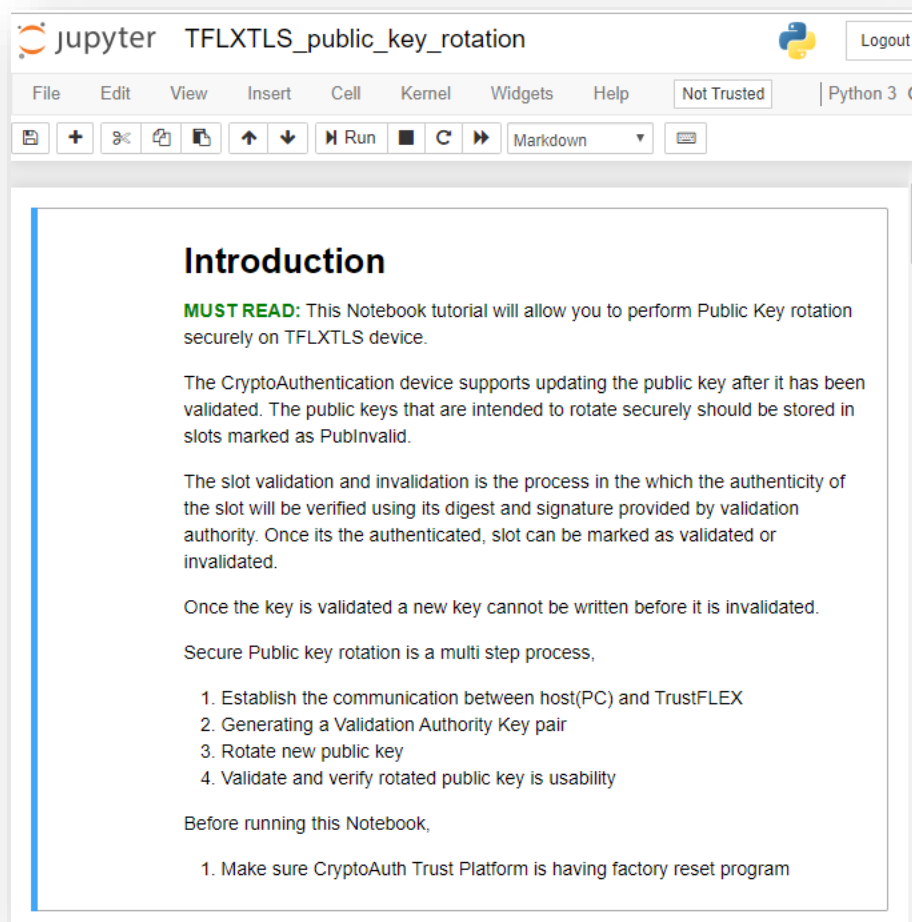 jupyter TFLXTLS_public_key_rotation
Logout
File Edit View Insert Cell Kernel Widgets Help Not Trusted Python 3
Run Markdown
Introduction
MUST READ: This Notebook tutorial will allow you to perform Public Key rotation
securely on TFLXTLS device.
The CryptoAuthentication device supports updating the public key after it has been
validated. The public keys that are intended to rotate securely should be stored in
slots marked as PubInvalid.
The slot validation and invalidation is the process in the which the authenticity of
the slot will be verified using its digest and signature provided by validation
authority. Once its the authenticated, slot can be marked as validated or
invalidated.
Once the key is validated a new key cannot be written before it is invalidated.
Secure Public key rotation is a multi step process,
1. Establish the communication between host(PC) and TrustFLEX
2. Generating a Validation Authority Key pair
3. Rotate new public key
4. Validate and verify rotated public key is usability
Before running this Notebook,
1. Make sure CryptoAuth Trust Platform is having factory reset program